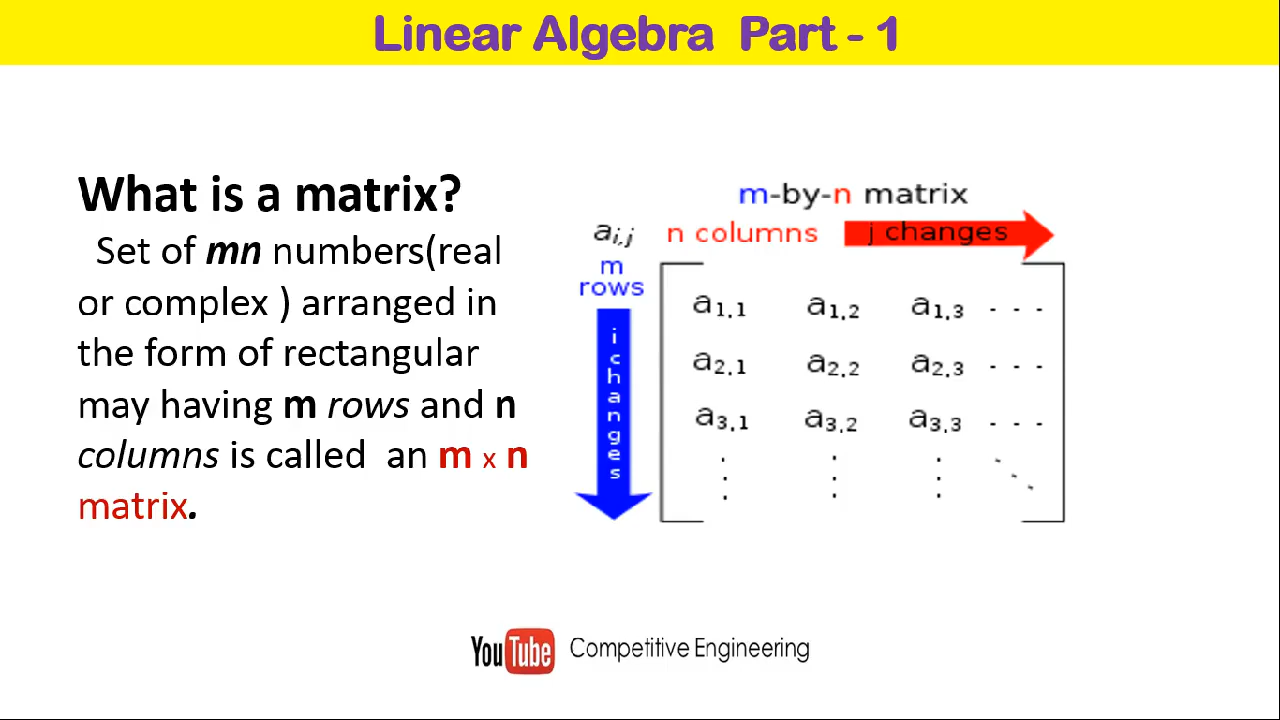 Linear Algebra Part - 1
What is a matrix?
Set of mn numbers(real
or complex ) arranged in
the form of rectangular
may having m rows and n
columns is called an m x n
matrix.
m-by-n matrix
a i,j n columns j changes
m
rows
i changes
a1,1 a1,2 a1,3 - - -
a2,1 a2,2 a2,3 - - -
a3,1 a3,2 a3,3 - - -
YouTube Competitive Engineering